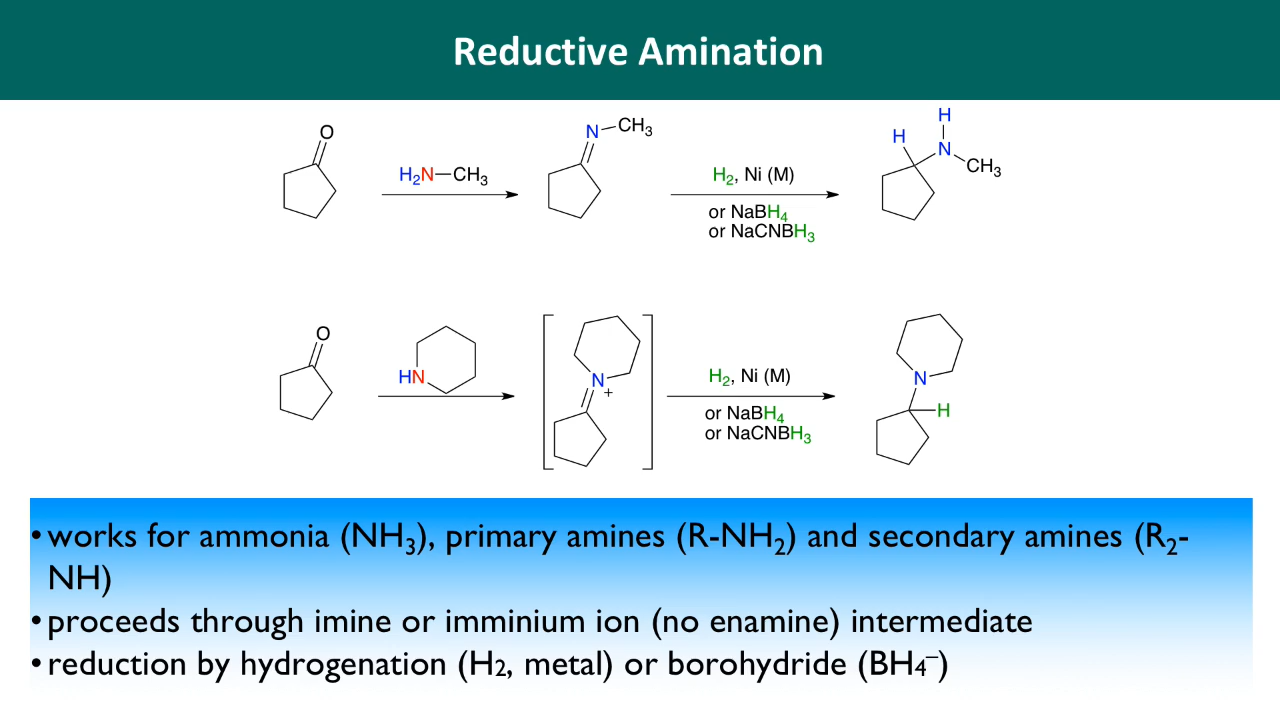 Reductive Amination
O
H₂N—CH₃
N—CH₃
H₂, Ni (M)
or NaBH₄
or NaCNBH₃
H
H
N
CH₃
O
HN
N
+
H₂, Ni (M)
or NaBH₄
or NaCNBH₃
N
H
•works for ammonia (NH₃), primary amines (R-NH₂) and secondary amines (R₂-
NH)
•proceeds through imine or imminium ion (no enamine) intermediate
•reduction by hydrogenation (H₂, metal) or borohydride (BH₄⁻)